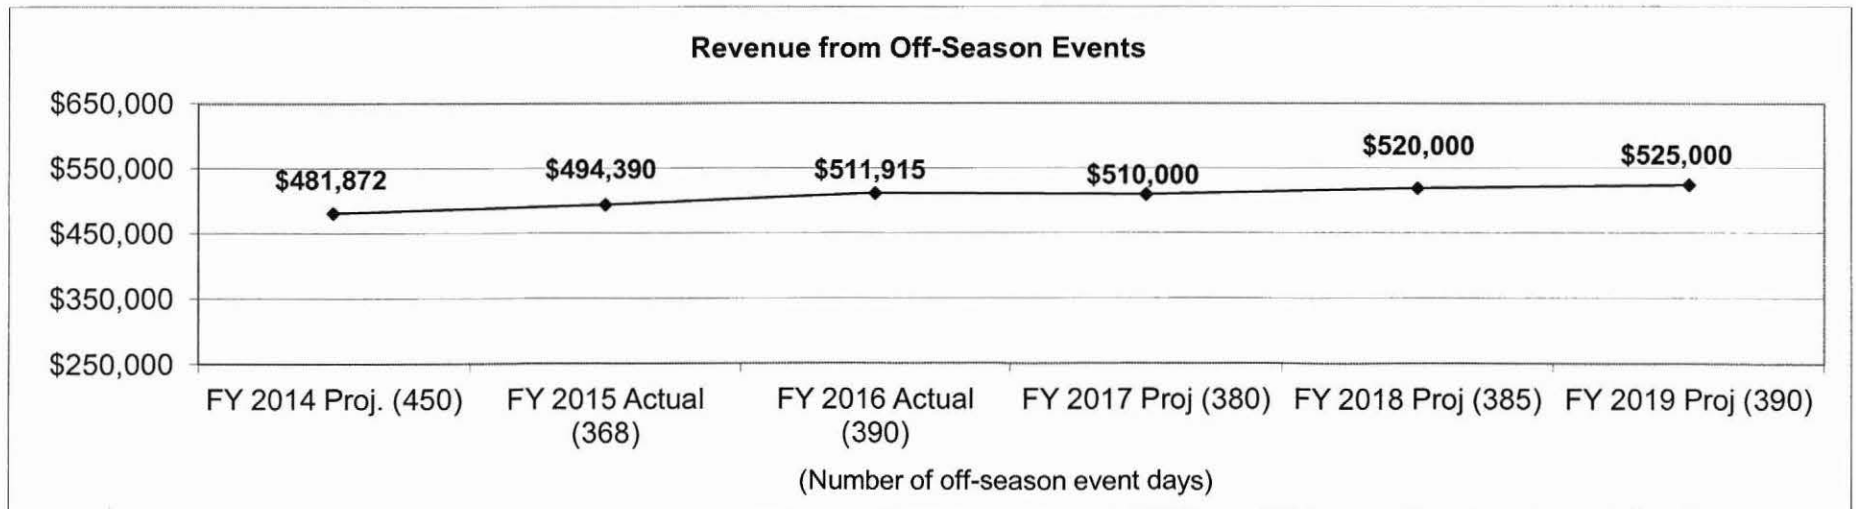 Revenue from Off-Season Events
$650,000
$550,000
$450,000
$350,000
$250,000
$481,872
$494,390
$511,915
$510,000
$520,000
$525,000
FY 2014 Proj. (450)
FY 2015 Actual
(368)
FY 2016 Actual
(390)
FY 2017 Proj (380)
FY 2018 Proj (385)
FY 2019 Proj (390)
(Number of off-season event days)